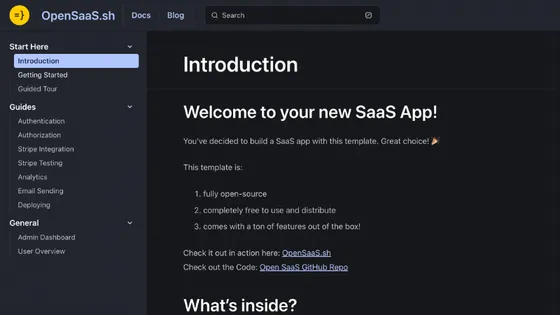 =}
OpenSaaS.sh
Docs
Blog
Search
Start Here
Introduction
Getting Started
Guided Tour
Guides
Authentication
Authorization
Stripe Integration
Stripe Testing
Analytics
Email Sending
Deploying
General
Admin Dashboard
User Overview
Introduction
Welcome to your new SaaS App!
You've decided to build a SaaS app with this template. Great choice! 🎉
This template is:
1. fully open-source
2. completely free to use and distribute
3. comes with a ton of features out of the box!
Check it out in action here: OpenSaaS.sh
Check out the Code: Open SaaS GitHub Repo
What's inside?